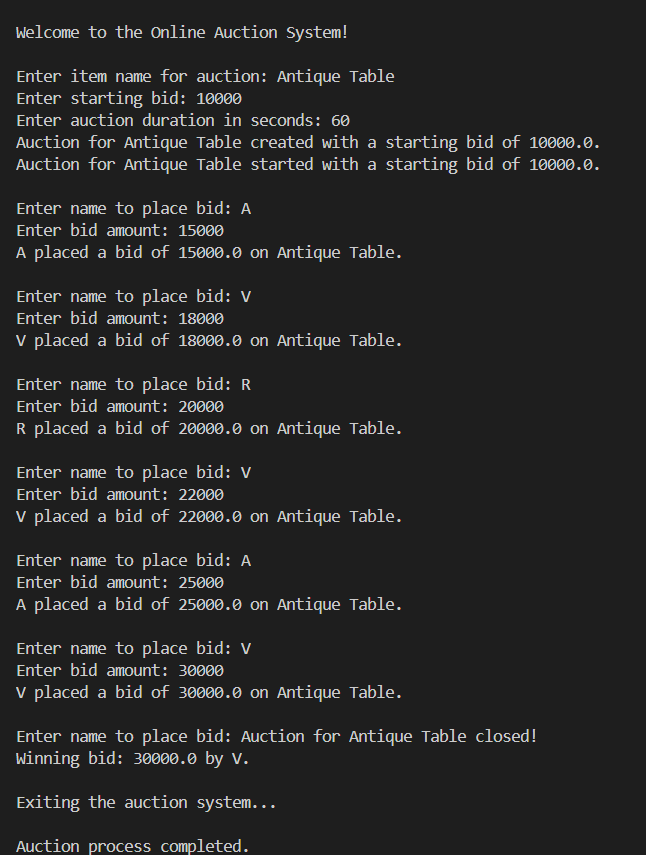 Welcome to the Online Auction System!
Enter item name for auction: Antique Table
Enter starting bid: 10000
Enter auction duration in seconds: 60
Auction for Antique Table created with a starting bid of 10000.0.
Auction for Antique Table started with a starting bid of 10000.0.
Enter name to place bid: A
Enter bid amount: 15000
A placed a bid of 15000.0 on Antique Table.
Enter name to place bid: V
Enter bid amount: 18000
V placed a bid of 18000.0 on Antique Table.
Enter name to place bid: R
Enter bid amount: 20000
R placed a bid of 20000.0 on Antique Table.
Enter name to place bid: V
Enter bid amount: 22000
V placed a bid of 22000.0 on Antique Table.
Enter name to place bid: A
Enter bid amount: 25000
A placed a bid of 25000.0 on Antique Table.
Enter name to place bid: V
Enter bid amount: 30000
V placed a bid of 30000.0 on Antique Table.
Enter name to place bid: Auction for Antique Table closed!
Winning bid: 30000.0 by V.
Exiting the auction system...
Auction process completed.